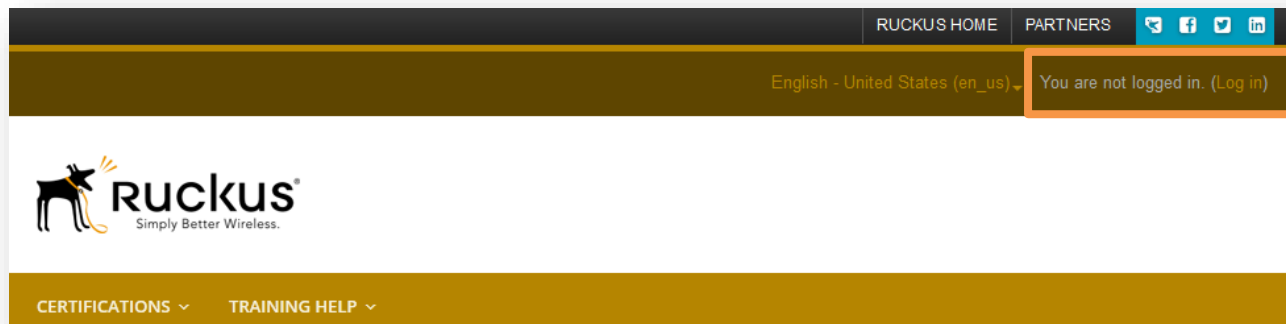 RUCKUS HOME PARTNERS
English - United States (en_us) You are not logged in. (Log in)
Ruckus®
Simply Better Wireless.
CERTIFICATIONS TRAINING HELP